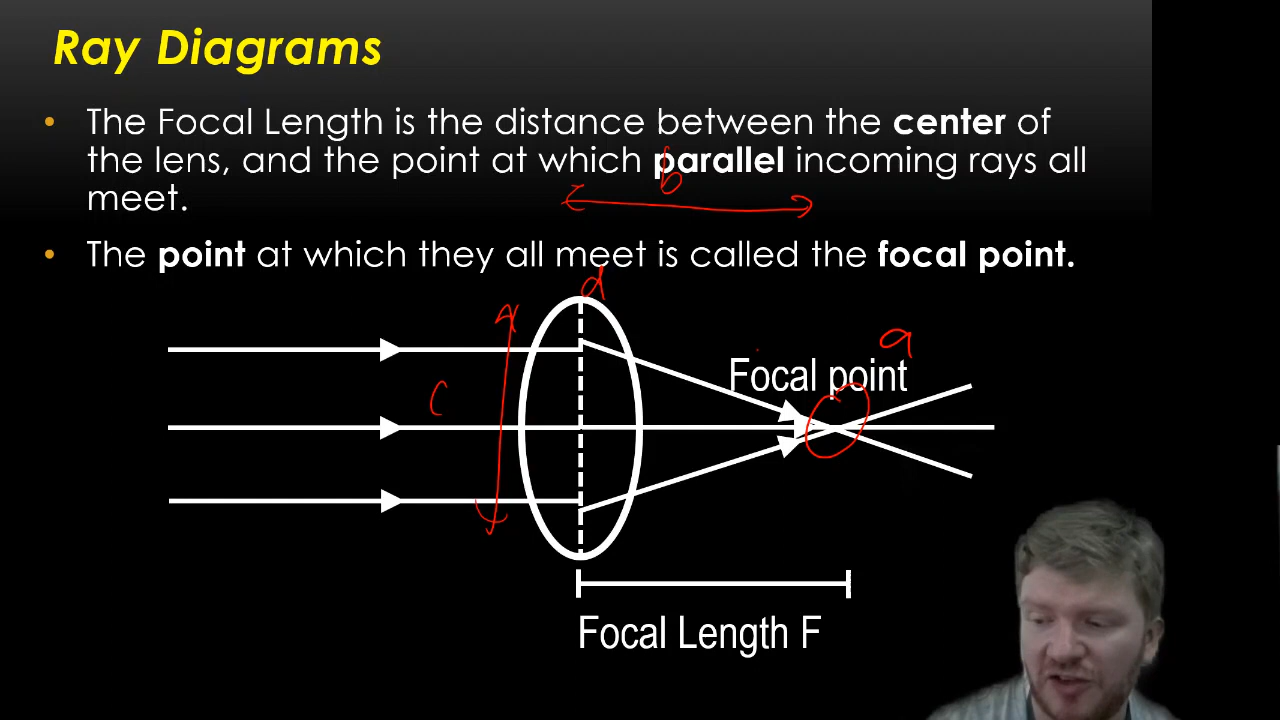 Ray Diagrams
• The Focal Length is the distance between the center of
the lens, and the point at which parallel incoming rays all
meet.
b
• The point at which they all meet is called the focal point.
d
a
Focal point
C
Focal Length F